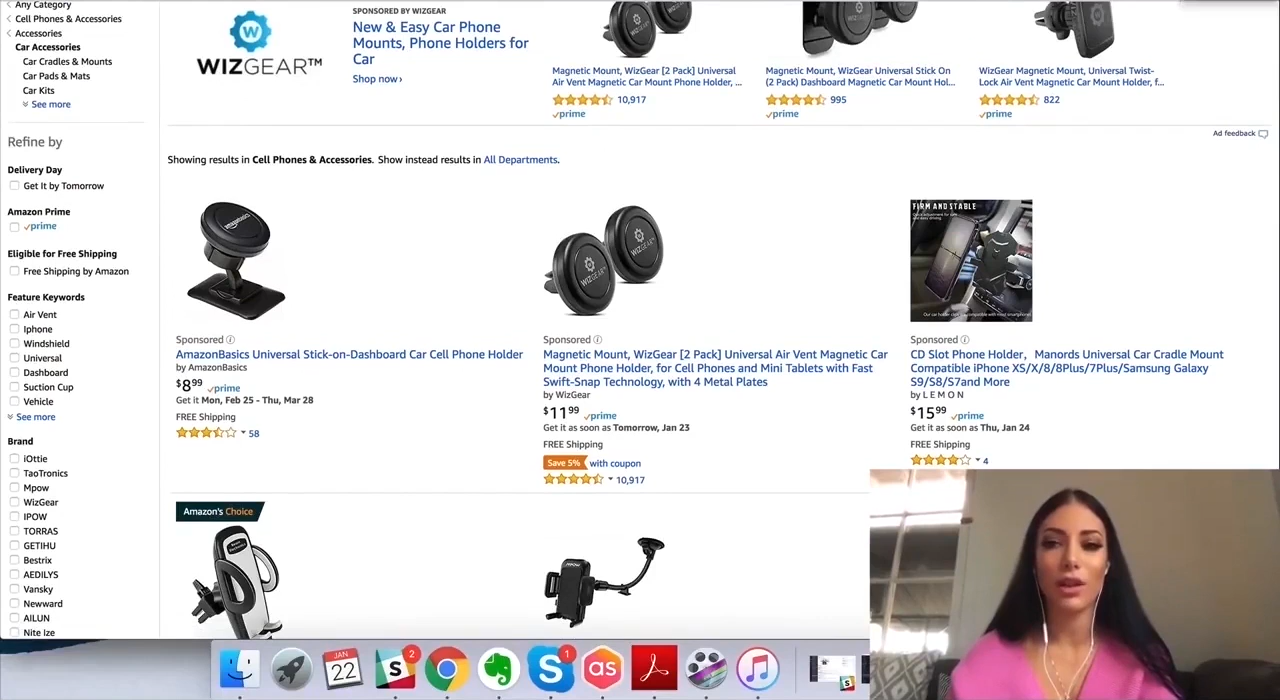 Any Category
Cell Phones & Accessories
Accessories
Car Accessories
Car Cradles & Mounts
Car Pads & Mats
Car Kits
See more
Refine by
Delivery Day
Get It by Tomorrow
Amazon Prime
prime
Eligible for Free Shipping
Free Shipping by Amazon
Feature Keywords
Air Vent
Iphone
Windshield
Universal
Dashboard
Suction Cup
Vehicle
See more
Brand
iOttie
TaoTronics
Mpow
WizGear
IPOW
TORRAS
GETIHU
Bestrix
AEDILYS
Vansky
Newward
AILUN
Nite Ize
W
WIZGEAR™
SPONSORED BY WIZGEAR
New & Easy Car Phone
Mounts, Phone Holders for
Car
Shop now ›
Magnetic Mount, WizGear [2 Pack] Universal
Air Vent Magnetic Car Mount Phone Holder, ...
10,917
prime
Magnetic Mount, WizGear Universal Stick On
(2 Pack) Dashboard Magnetic Car Mount Hol...
995
prime
WizGear Magnetic Mount, Universal Twist-
Lock Air Vent Magnetic Car Mount Holder, f...
822
prime
Ad feedback
Showing results in Cell Phones & Accessories. Show instead results in All Departments.
Sponsored
AmazonBasics Universal Stick-on-Dashboard Car Cell Phone Holder
by AmazonBasics
$8.99 prime
Get it Mon, Feb 25 - Thu, Mar 28
FREE Shipping
58
WIZGEAR
WIZGEAR
Sponsored
Magnetic Mount, WizGear [2 Pack] Universal Air Vent Magnetic Car
Mount Phone Holder, for Cell Phones and Mini Tablets with Fast
Swift-Snap Technology, with 4 Metal Plates
by WizGear
$11.99 prime
Get it as soon as Tomorrow, Jan 23
FREE Shipping
Save 5% with coupon
10,917
FIRM AND STABLE
Sponsored
CD Slot Phone Holder， Manords Universal Car Cradle Mount
Compatible iPhone XS/X/8/8Plus/7Plus/Samsung Galaxy
S9/S8/S7and More
by L E M O N
$15.99 prime
Get it as soon as Thu, Jan 24
FREE Shipping
4
Amazon's Choice
MPOW
JAN
22
S
2
S
1
as
S